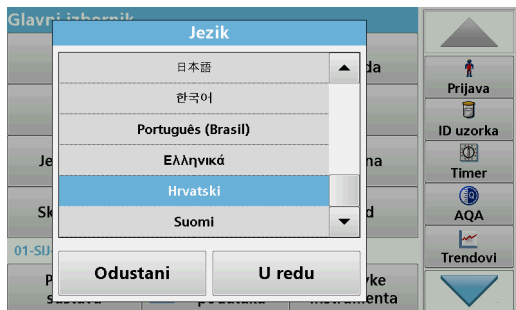 Glavni izbornik
Jezik
日本語
한국어
Português (Brasil)
Ελληνικά
Hrvatski
Suomi
Odustani
U redu
Prijava
ID uzorka
Timer
AQA
Trendovi